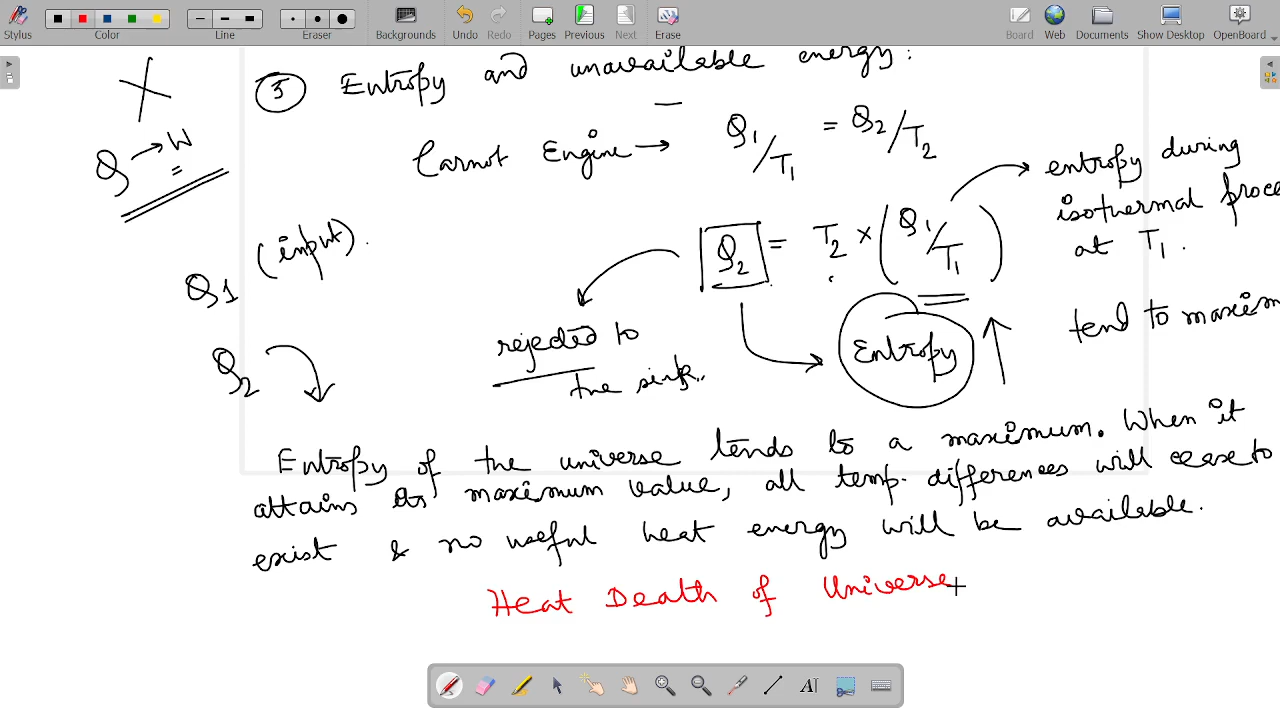 Stylus
Color
Line
Eraser
Backgrounds
Undo
Redo
Pages
Previous
Next
Erase
Board
Web
Documents
Show Desktop
OpenBoard
5 Entropy and unavailable energy :
Q → W
Carnot Engine → Q1/T1 = Q2/T2
entropy during
isothermal proce
at T1.
Q2 = T2 × (Q1/T1)
Q1 (input).
rejected to
the sink.
Entropy ↑
tend to maxim
Q2
Entropy of the universe tends to a maximum. When it
attains its maximum value, all temp. differences will cease to
exist & no useful heat energy will be available.
Heat Death of Universe